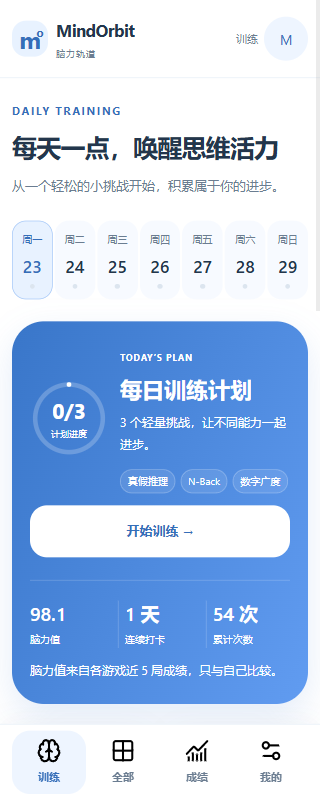 m°
MindOrbit
脑力轨道
训练
M
DAILY TRAINING
每天一点，唤醒思维活力
从一个轻松的小挑战开始，积累属于你的进步。
周一 周二 周三 周四 周五 周六 周日
23 24 25 26 27 28 29
TODAY'S PLAN
每日训练计划
0/3
计划进度
3 个轻量挑战，让不同能力一起
进步。
真假推理 N-Back 数字广度
开始训练 →
98.1 1 天 54 次
脑力值 连续打卡 累计次数
脑力值来自各游戏近 5 局成绩，只与自己比较。
训练 全部 成绩 我的